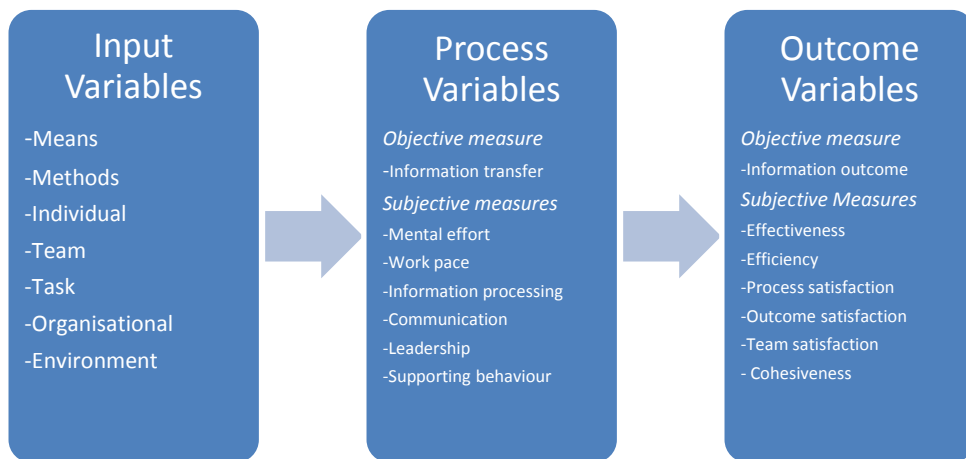 Input
Variables
-Means
-Methods
-Individual
-Team
-Task
-Organisational
-Environment
Process
Variables
Objective measure
-Information transfer
Subjective measures
-Mental effort
-Work pace
-Information processing
-Communication
-Leadership
-Supporting behaviour
Outcome
Variables
Objective measure
-Information outcome
Subjective Measures
-Effectiveness
-Efficiency
-Process satisfaction
-Outcome satisfaction
-Team satisfaction
- Cohesiveness